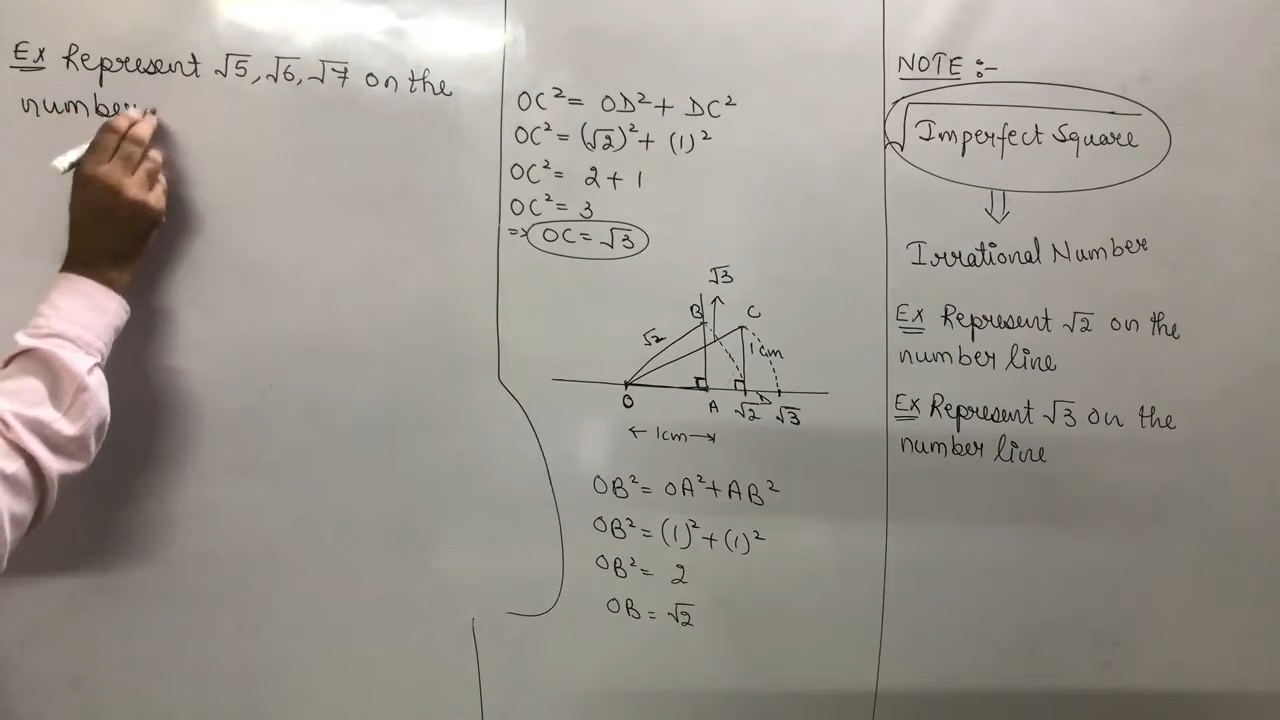 Ex Represent √5, √6, √7 on the
number
OC² = OD² + DC²
OC² = (√2)² + (1)²
OC² = 2 + 1
OC² = 3
=> OC = √3
√3
B
C
√2
1cm
O
A
√2
D
√3
← 1cm →
OB² = OA² + AB²
OB² = (1)² + (1)²
OB² = 2
OB = √2
NOTE :-
√Imperfect Square
⇓
Irrational Number
Ex Represent √2 on the
number line
Ex Represent √3 on the
number line